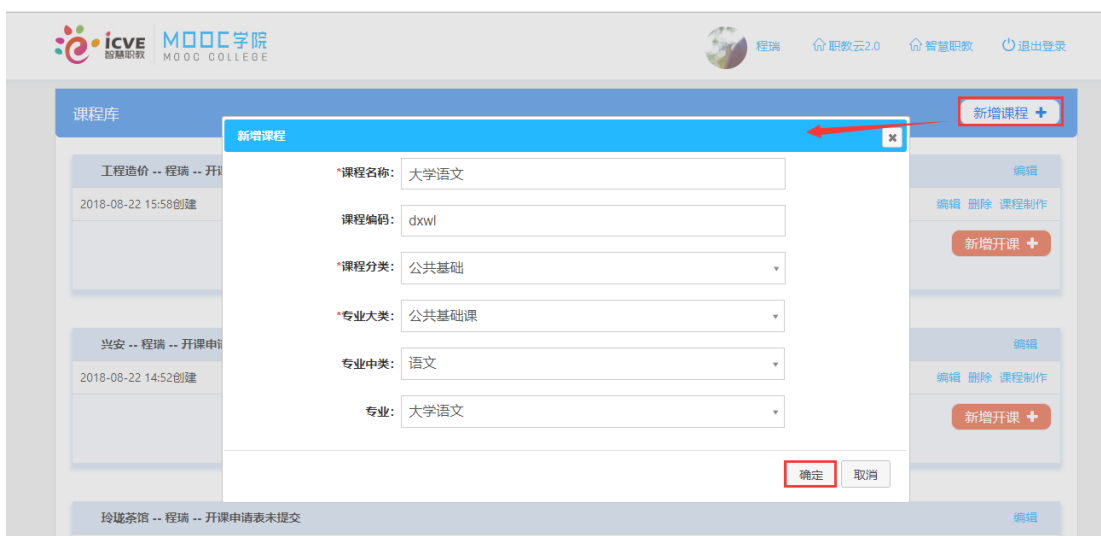 icve 智慧职教 MOOC学院 MOOC COLLEGE 程瑞 职教云2.0 智慧职教 退出登录
课程库 新增课程 +
新增课程 ×
工程造价 -- 程瑞 -- 开 编辑
*课程名称： 大学语文
2018-08-22 15:58创建 编辑 删除 课程制作
课程编码： dxwl
新增开课 +
*课程分类： 公共基础
*专业大类： 公共基础课
兴安 -- 程瑞 -- 开课申 编辑
专业中类： 语文
2018-08-22 14:52创建 编辑 删除 课程制作
专业： 大学语文
新增开课 +
确定 取消
玲珑茶馆 -- 程瑞 -- 开课申请表未提交 编辑